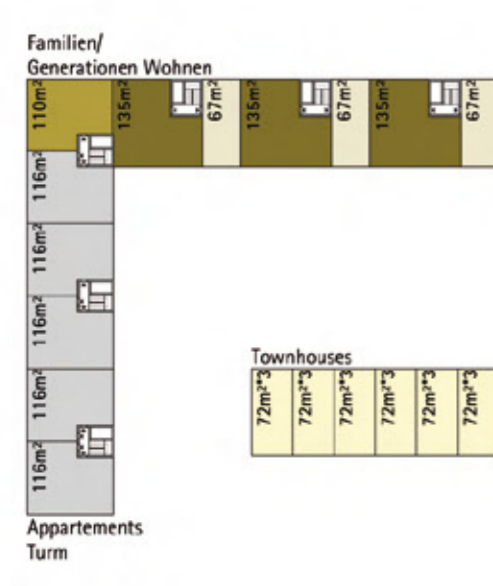 Familien/
Generationen Wohnen
110m²
135m²
67m²
135m²
67m²
135m²
67m²
116m²
116m²
116m²
116m²
116m²
Townhouses
72m²*3
72m²*3
72m²*3
72m²*3
72m²*3
72m²*3
Appartements
Turm